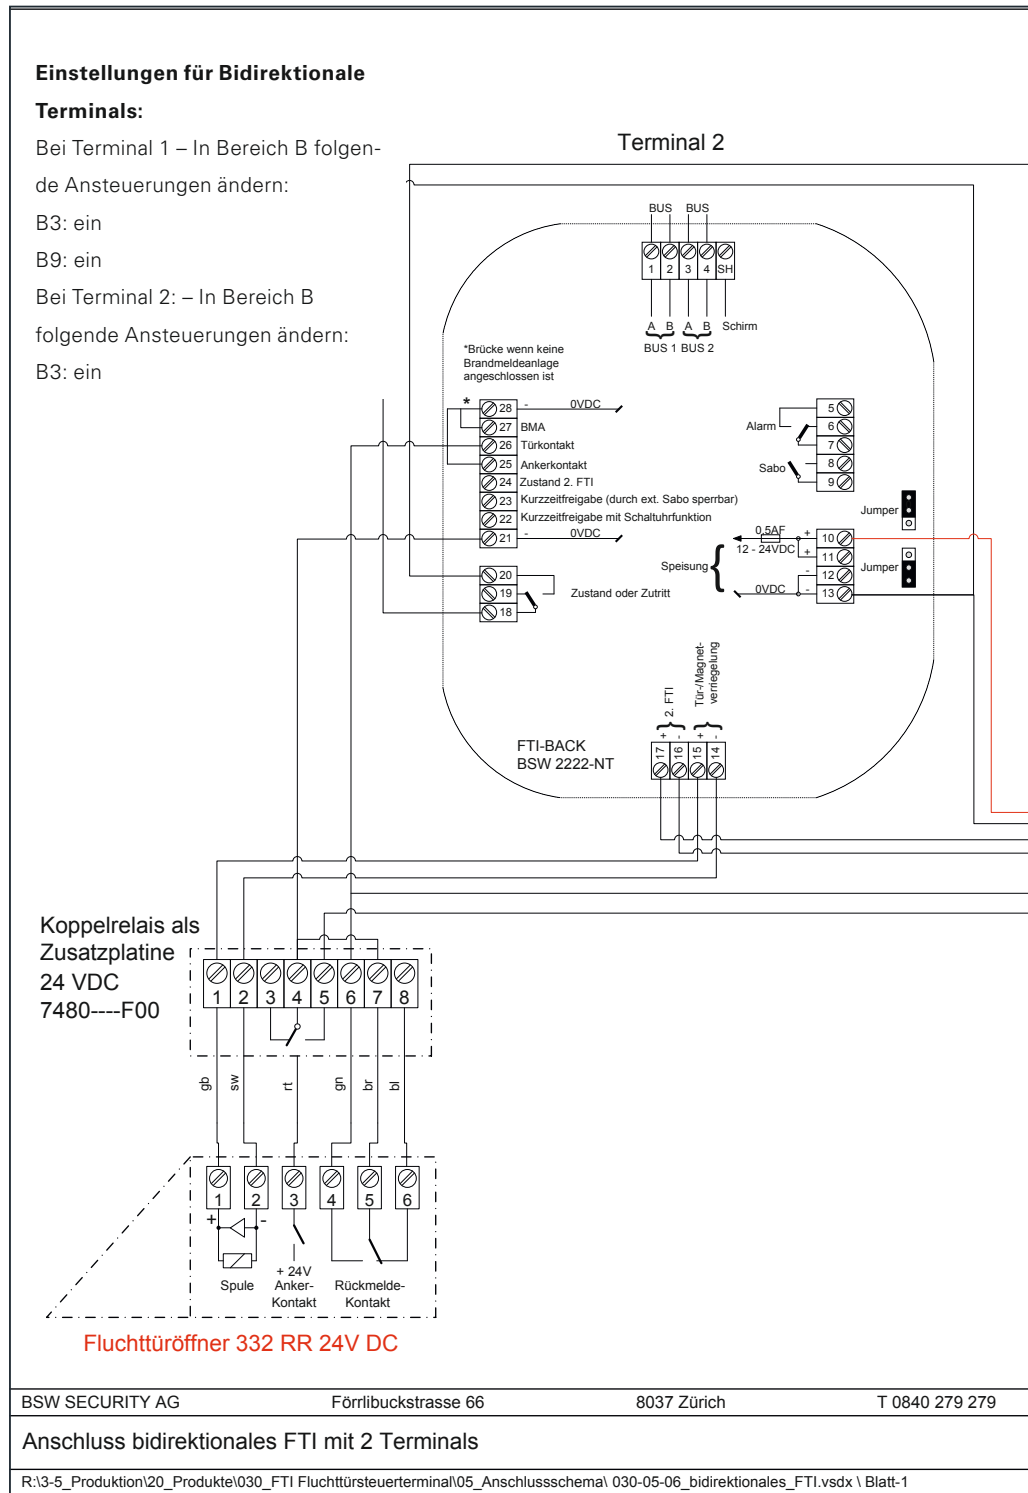 Einstellungen für Bidirektionale
Terminals:
Bei Terminal 1 – In Bereich B folgen-
de Ansteuerungen ändern:
B3: ein
B9: ein
Bei Terminal 2: – In Bereich B
folgende Ansteuerungen ändern:
B3: ein
Terminal 2
BUS BUS
1 2 3 4 SH
A B A B Schirm
BUS 1 BUS 2
*Brücke wenn keine
Brandmeldeanlage
angeschlossen ist
*
28 - 0VDC
27 BMA
26 Türkontakt
25 Ankerkontakt
24 Zustand 2. FTI
23 Kurzzeitfreigabe (durch ext. Sabo sperrbar)
22 Kurzzeitfreigabe mit Schaltuhrfunktion
21 - 0VDC
20
19 Zustand oder Zutritt
18
5
Alarm 6
7
Sabo 8
9
Jumper
0,5AF + 10
12 - 24VDC + 11
Speisung { - 12
0VDC - 13
Jumper
2. FTI
Tür-/Magnet-
verriegelung
+ - + -
17 16 15 14
FTI-BACK
BSW 2222-NT
Koppelrelais als
Zusatzplatine
24 VDC
7480----F00
1 2 3 4 5 6 7 8
gb sw rt gn br bl
1 2 3 4 5 6
+ -
Spule
+ 24V
Anker-
Kontakt
Rückmelde-
Kontakt
Fluchttüröffner 332 RR 24V DC
BSW SECURITY AG Förrlibuckstrasse 66 8037 Zürich T 0840 279 279
Anschluss bidirektionales FTI mit 2 Terminals
R:\3-5_Produktion\20_Produkte\030_FTI Fluchttürsteuerterminal\05_Anschlussschema\ 030-05-06_bidirektionales_FTI.vsdx \ Blatt-1